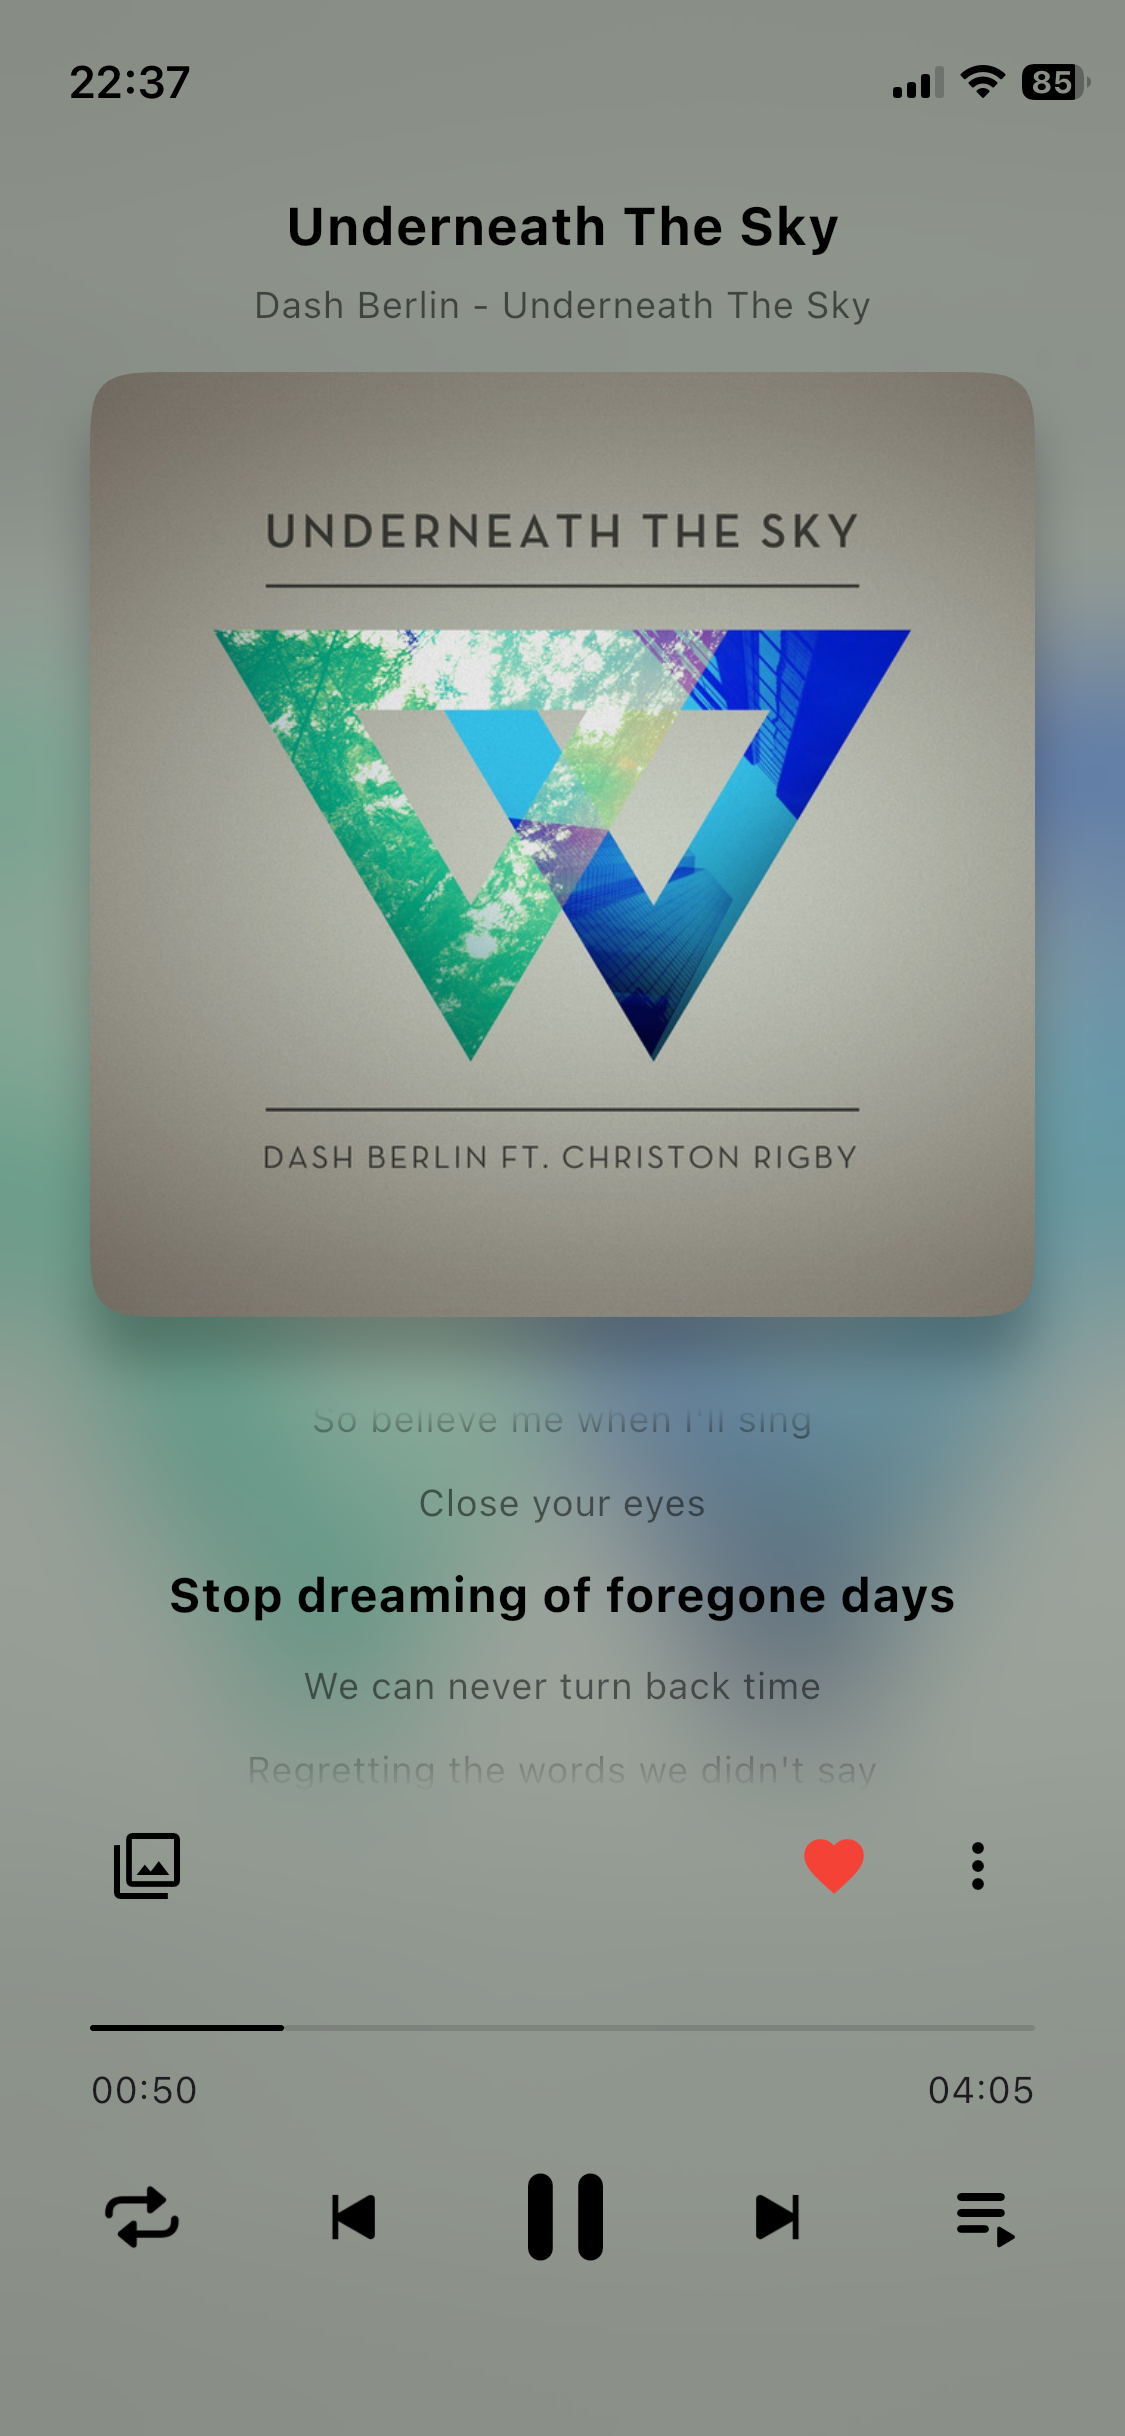 22:37
85
Underneath The Sky
Dash Berlin - Underneath The Sky
UNDERNEATH THE SKY
DASH BERLIN FT. CHRISTON RIGBY
So believe me when I'll sing
Close your eyes
Stop dreaming of foregone days
We can never turn back time
Regretting the words we didn't say
00:50
04:05